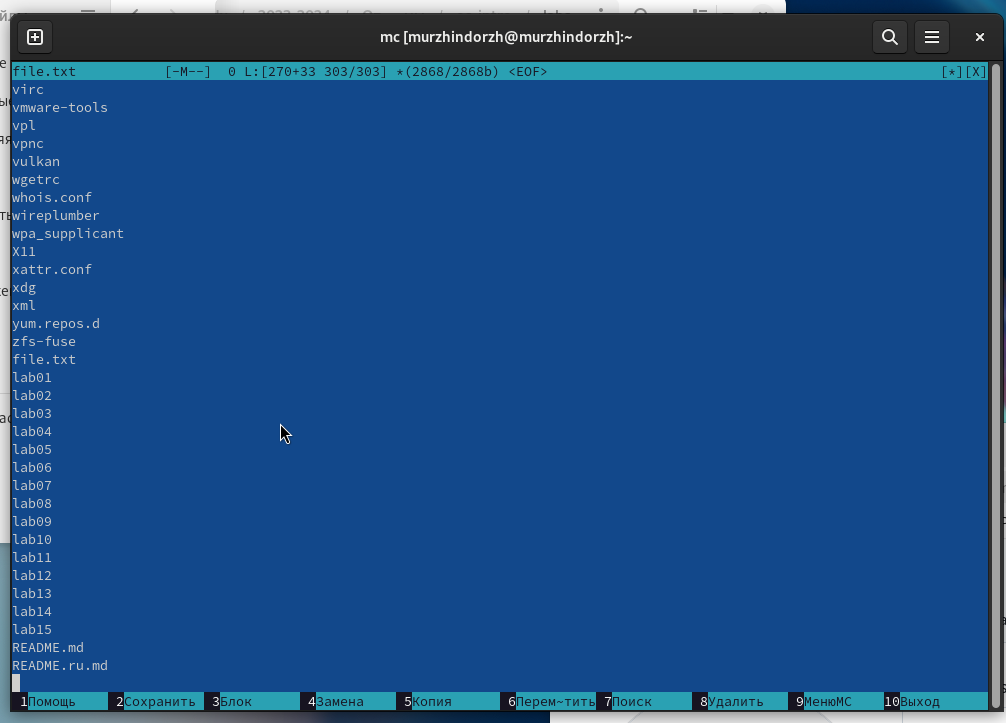 mc [murzhindorzh@murzhindorzh]:~
file.txt [-M--] 0 L:[270+33 303/303] *(2868/2868b) <EOF> [*][X]
virc
vmware-tools
vpl
vpnc
vulkan
wgetrc
whois.conf
wireplumber
wpa_supplicant
X11
xattr.conf
xdg
xml
yum.repos.d
zfs-fuse
file.txt
lab01
lab02
lab03
lab04
lab05
lab06
lab07
lab08
lab09
lab10
lab11
lab12
lab13
lab14
lab15
README.md
README.ru.md
1Помощь 2Сохранить 3Блок 4Замена 5Копия 6Перем~тить 7Поиск 8Удалить 9МенюMC 10Выход